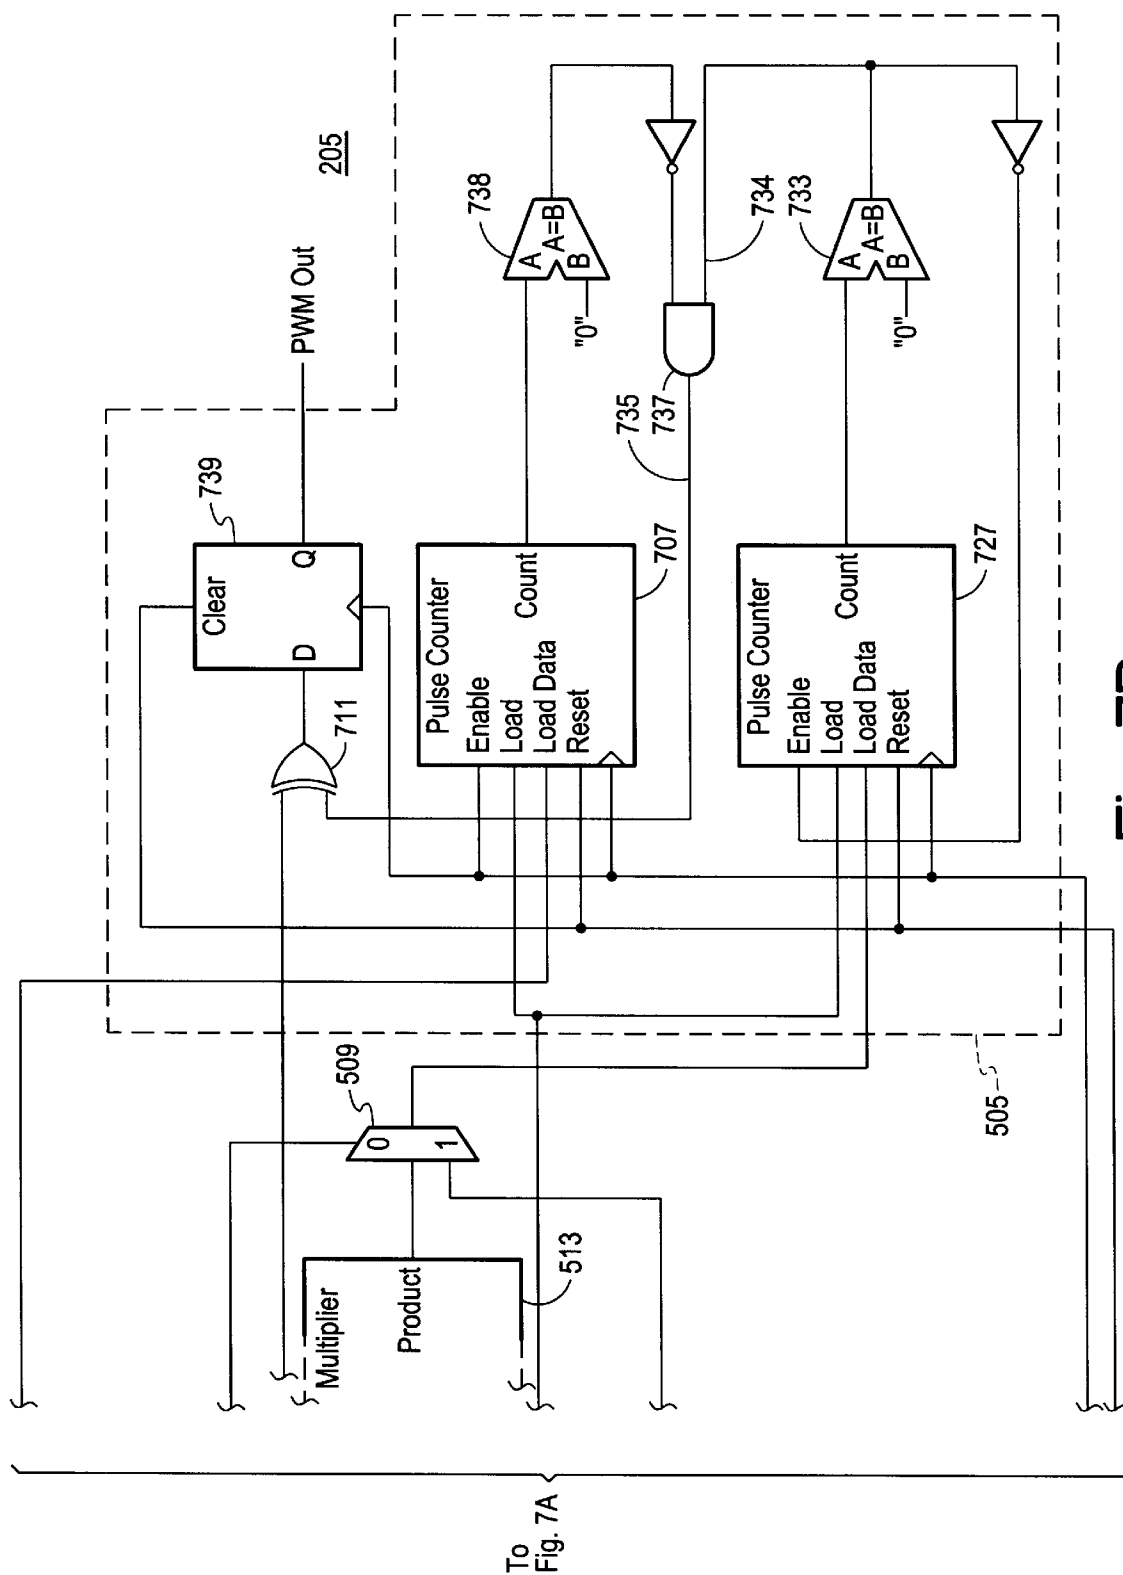 205
PWM Out
739
Clear
D
Q
711
738
A
A=B
B
"0"
734
733
A
A=B
B
"0"
735
737
Pulse Counter
Enable
Load
Load Data
Reset
Count
707
Pulse Counter
Enable
Load
Load Data
Reset
Count
727
509
0
1
505
Multiplier
Product
513
To
Fig. 7A